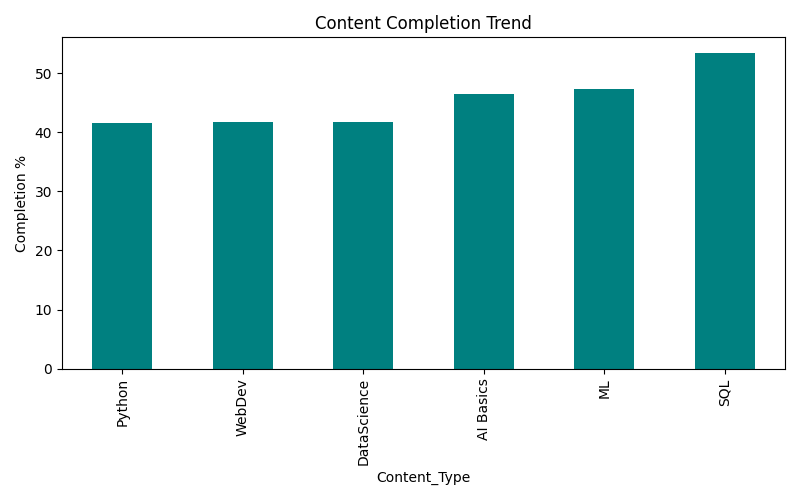 Content Completion Trend
Completion %
50
40
30
20
10
0
Python
WebDev
DataScience
AI Basics
ML
SQL
Content_Type